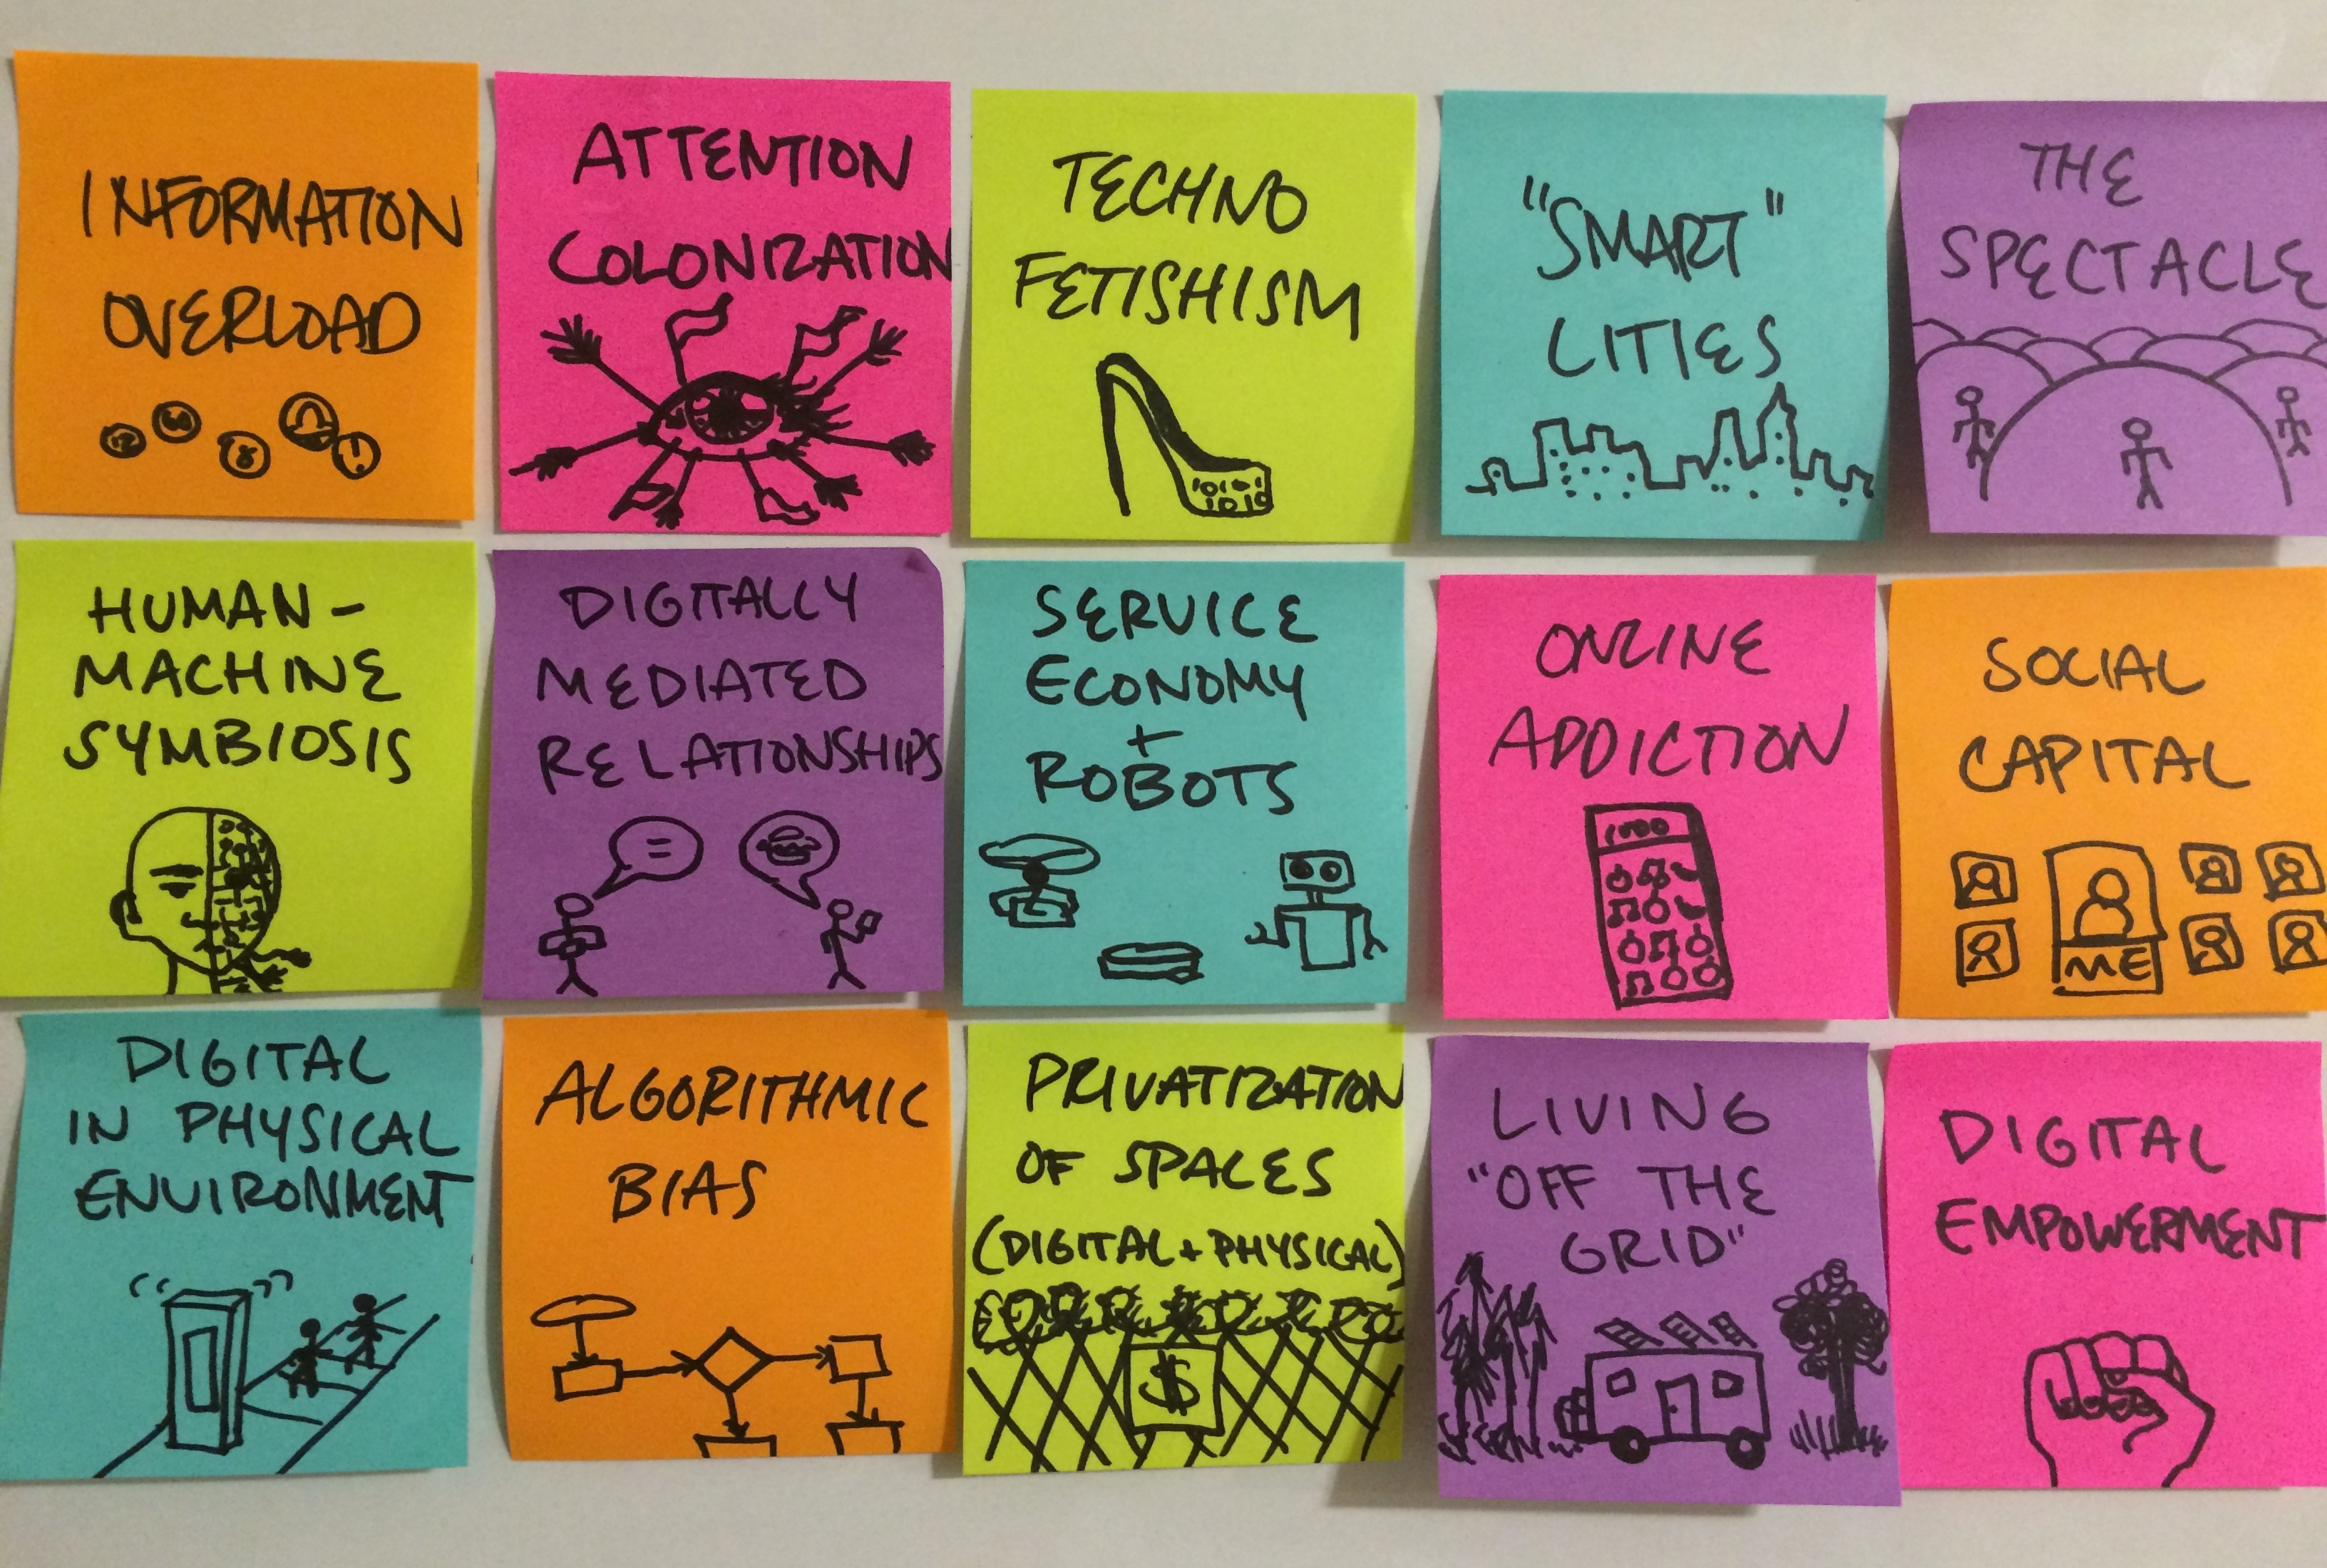 INFORMATION
OVERLOAD
ATTENTION
COLONIZATION
TECHNO
FETISHISM
10101
1010
"SMART"
CITIES
THE
SPECTACLE
HUMAN-
MACHINE
SYMBIOSIS
DIGITALLY
MEDIATED
RELATIONSHIPS
SERVICE
ECONOMY
+
ROBOTS
ONLINE
ADDICTION
SOCIAL
CAPITAL
ME
DIGITAL
IN PHYSICAL
ENVIRONMENT
ALGORITHMIC
BIAS
PRIVATIZATION
OF SPACES
(DIGITAL + PHYSICAL)
$
LIVING
"OFF THE
GRID"
DIGITAL
EMPOWERMENT